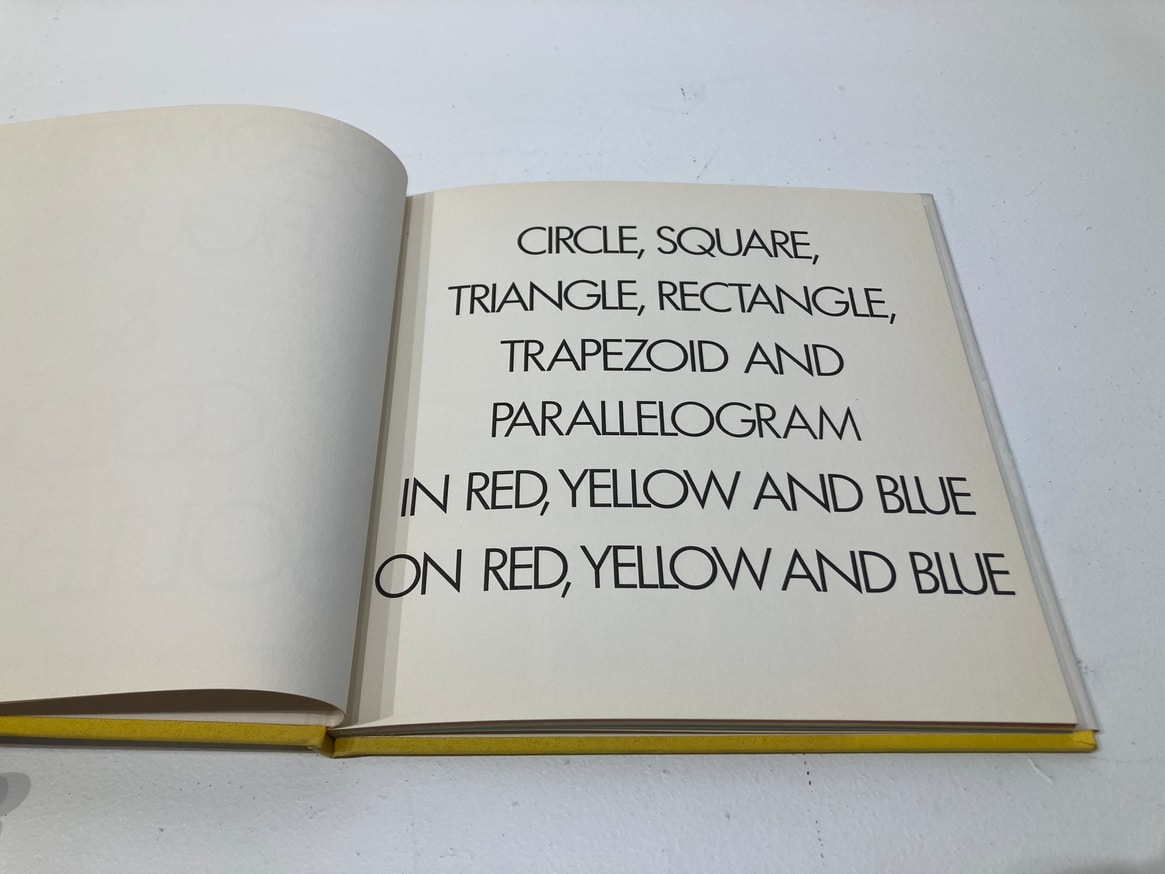 CIRCLE, SQUARE,
TRIANGLE, RECTANGLE,
TRAPEZOID AND
PARALLELOGRAM
IN RED, YELLOW AND BLUE
ON RED, YELLOW AND BLUE